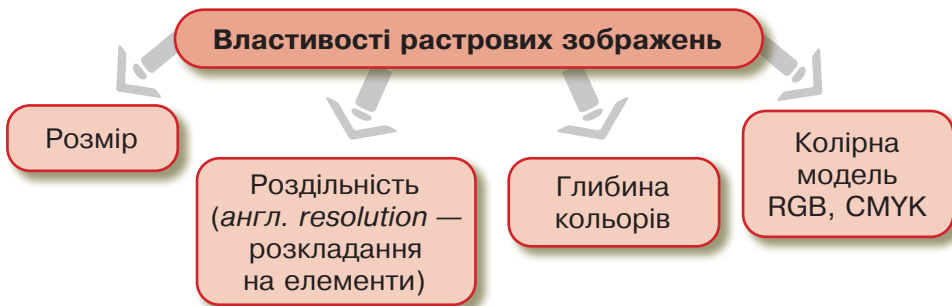 Властивості растрових зображень
Розмір
Роздільність
(англ. resolution —
розкладання
на елементи)
Глибина
кольорів
Колірна
модель
RGB, CMYK